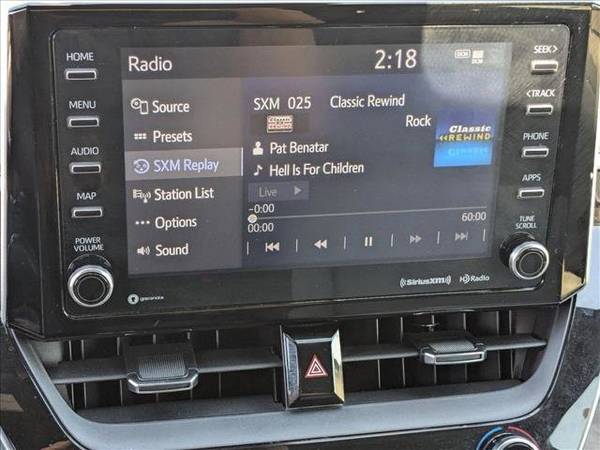 HOME
MENU
AUDIO
MAP
POWER
VOLUME
Radio
2:18
Source
Presets
SXM Replay
Station List
Options
Sound
SXM 025 Classic Rewind
Rock
Classic
REWIND
Classic
<<REWIND
Pat Benatar
Hell Is For Children
Live
-0:00
00:00
60:00
SiriusXM
HD Radio
SEEK>
<TRACK
PHONE
APPS
TUNE
SCROLL